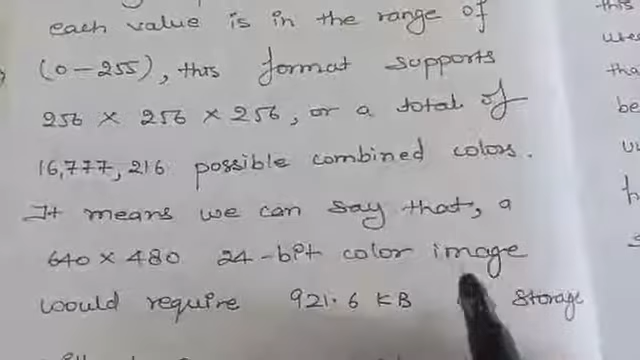 each value is in the range of
(0-255), this format supports
256 × 256 × 256, or a total of
16,777,216 possible combined colors.
It means we can say that, a
640 × 480 24-bit color image
would require 921.6 KB storage